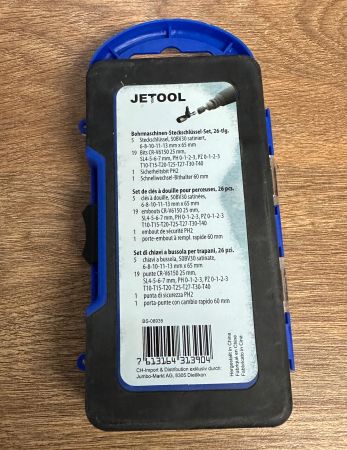 JETOOL
Bohrmaschinen-Steckschlüssel-Set, 26-tlg.
5 Steckschlüssel, 50BV30 satiniert,
6-8-10-11-13 mm x 65 mm
19 Bits CR-V6150 25 mm,
SL4-5-6-7 mm, PH 0-1-2-3, PZ 0-1-2-3
T10-T15-T20-T25-T27-T30-T40
1 Sicherheitsbit PH2
1 Schnellwechsel-Bithalter 60 mm
Set de clés à douille pour perceuses, 26 pcs.
5 clés à douille, 50BV30 satinées,
6-8-10-11-13 mm x 65 mm
19 embouts CR-V6150 25 mm,
SL4-5-6-7 mm, PH 0-1-2-3, PZ 0-1-2-3
T10-T15-T20-T25-T27-T30-T40
1 embout de sécurité PH2
1 porte-embout à rempl. rapide 60 mm
Set di chiavi a bussola per trapani, 26 pzi.
5 chiavi a bussola, 50BV30 satinate,
6-8-10-11-13 mm x 65 mm
19 punte CR-V6150 25 mm,
SL4-5-6-7 mm, PH 0-1-2-3, PZ 0-1-2-3
T10-T15-T20-T25-T27-T30-T40
1 punta di sicurezza PH2
1 porta-punte con cambio rapido 60 mm
BS-08939
7 613164 313904
CH-Import & Distribution exklusiv durch:
Jumbo-Markt AG, 8305 Dietlikon
Hergestellt in China
Fabriqué en Chine
Fabbricato in Cina